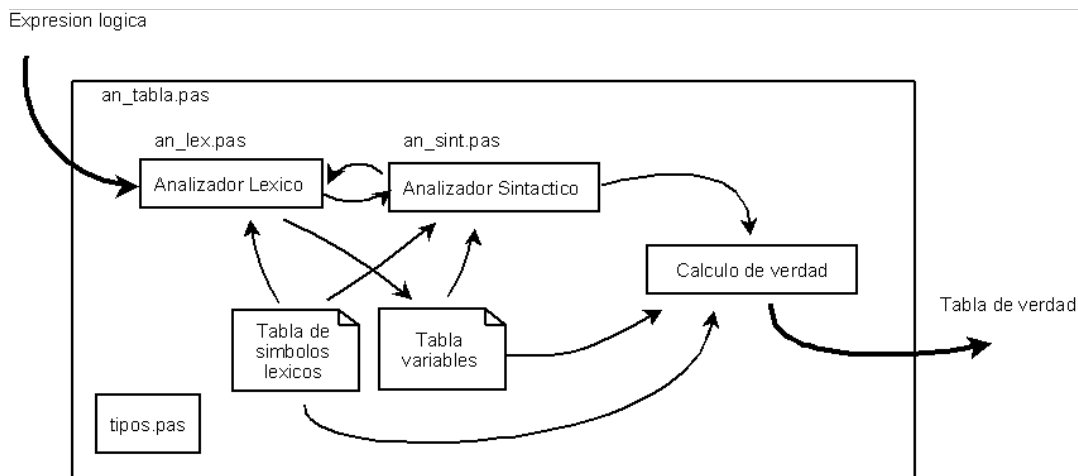 Expresion logica
an_tabla.pas
an_lex.pas
an_sint.pas
Analizador Lexico
Analizador Sintactico
Calculo de verdad
Tabla de verdad
Tabla de
simbolos
lexicos
Tabla
variables
tipos.pas